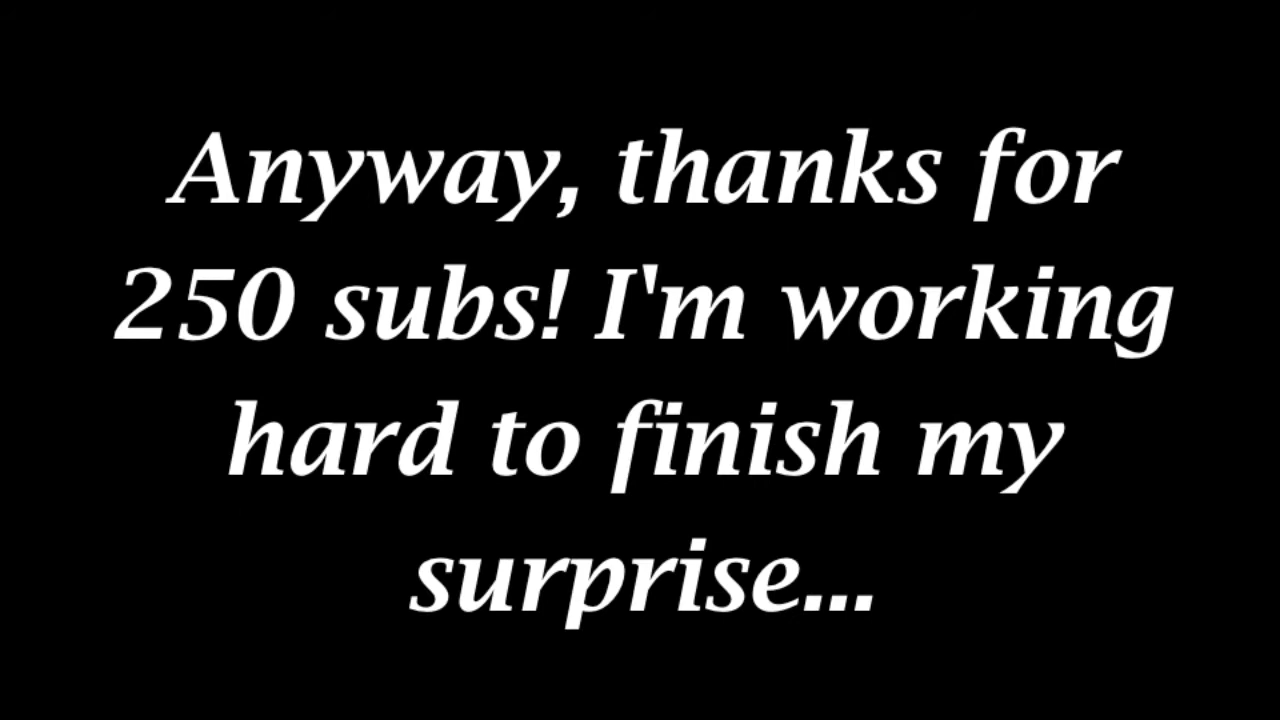 Anyway, thanks for
250 subs! I'm working
hard to finish my
surprise...